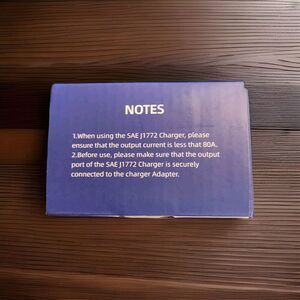 NOTES
1.When using the SAE J1772 Charger, please
ensure that the output current is less that 80A.
2.Before use, please make sure that the output
port of the SAE J1772 Charger is securely
connected to the charger Adapter.